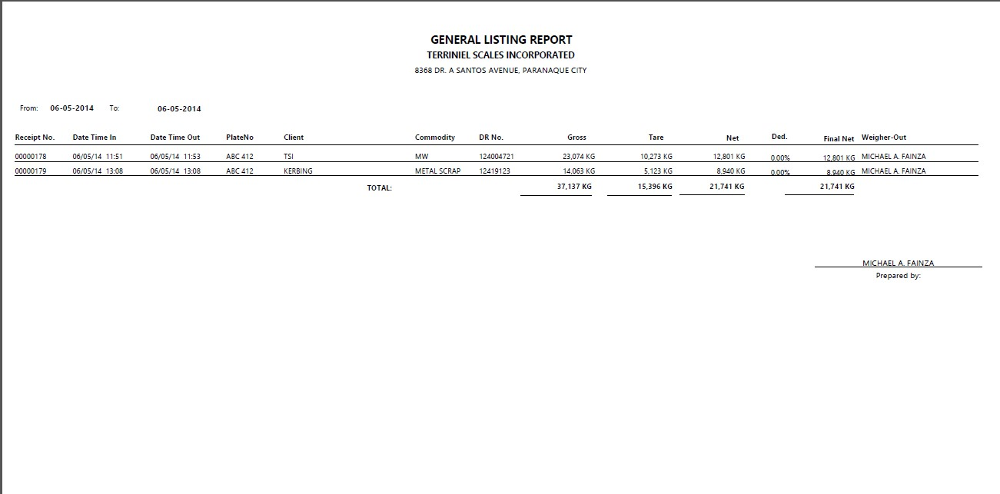 GENERAL LISTING REPORT
TERRINIEL SCALES INCORPORATED
8368 DR. A SANTOS AVENUE, PARANAQUE CITY
From: 06-05-2014 To: 06-05-2014
Receipt No. Date Time In Date Time Out PlateNo Client Commodity DR No. Gross Tare Net Ded. Final Net Weigher-Out
00000178 06/05/14 11:51 06/05/14 11:53 ABC 412 TSI MW 124004721 23,074 KG 10,273 KG 12,801 KG 0.00% 12,801 KG MICHAEL A. FAINZA
00000179 06/05/14 13:08 06/05/14 13:08 ABC 412 KERBING METAL SCRAP 12419123 14,063 KG 5,123 KG 8,940 KG 0.00% 8,940 KG MICHAEL A. FAINZA
TOTAL: 37,137 KG 15,396 KG 21,741 KG 21,741 KG
MICHAEL A. FAINZA
Prepared by: